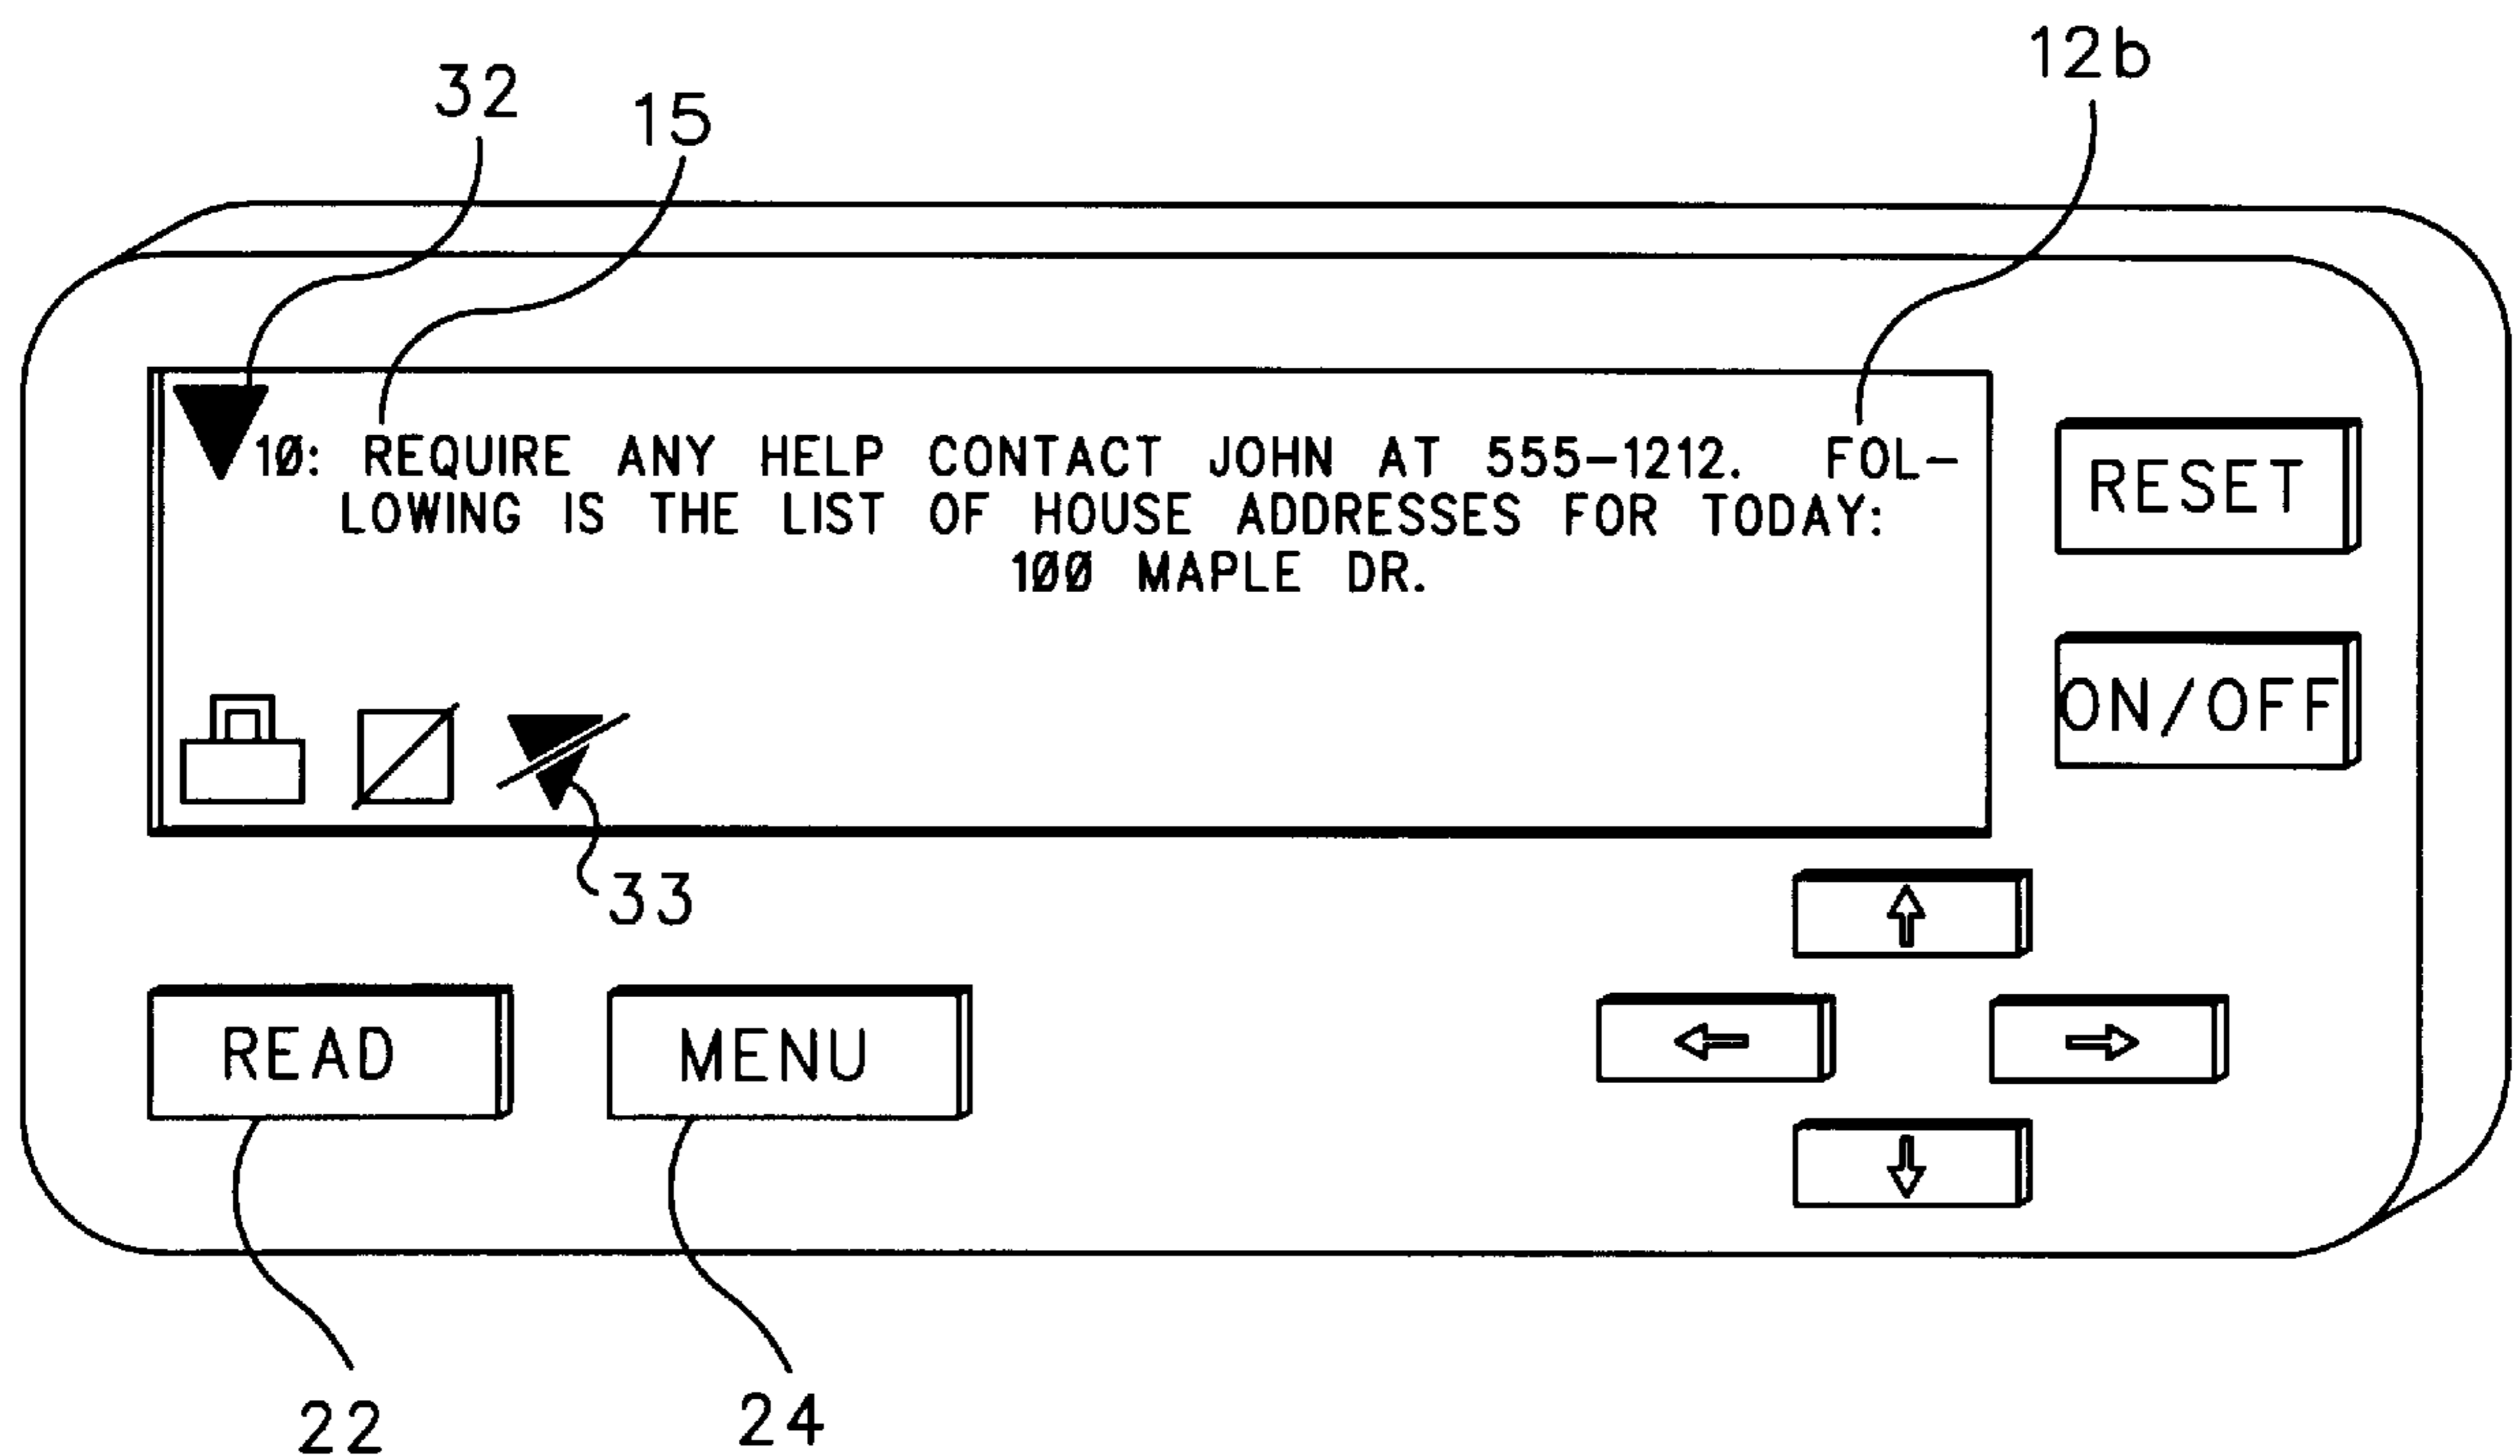 12b
32
15
10: REQUIRE ANY HELP CONTACT JOHN AT 555-1212. FOL-
LOWING IS THE LIST OF HOUSE ADDRESSES FOR TODAY:
100 MAPLE DR.
RESET
ON/OFF
33
READ
MENU
22
24